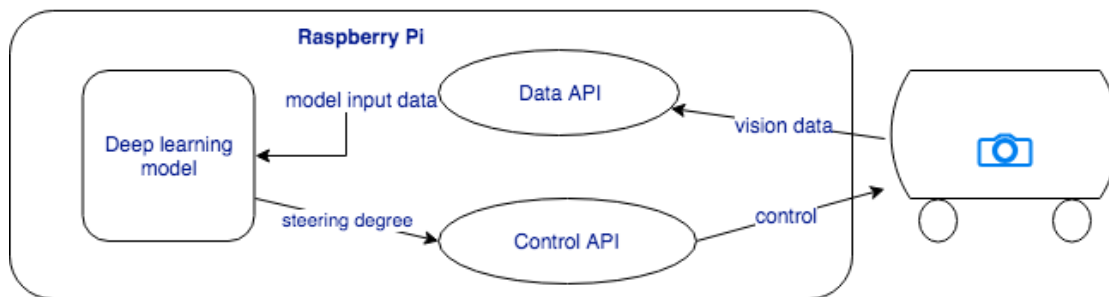 Raspberry Pi
model input data
Data API
vision data
Deep learning
model
steering degree
Control API
control